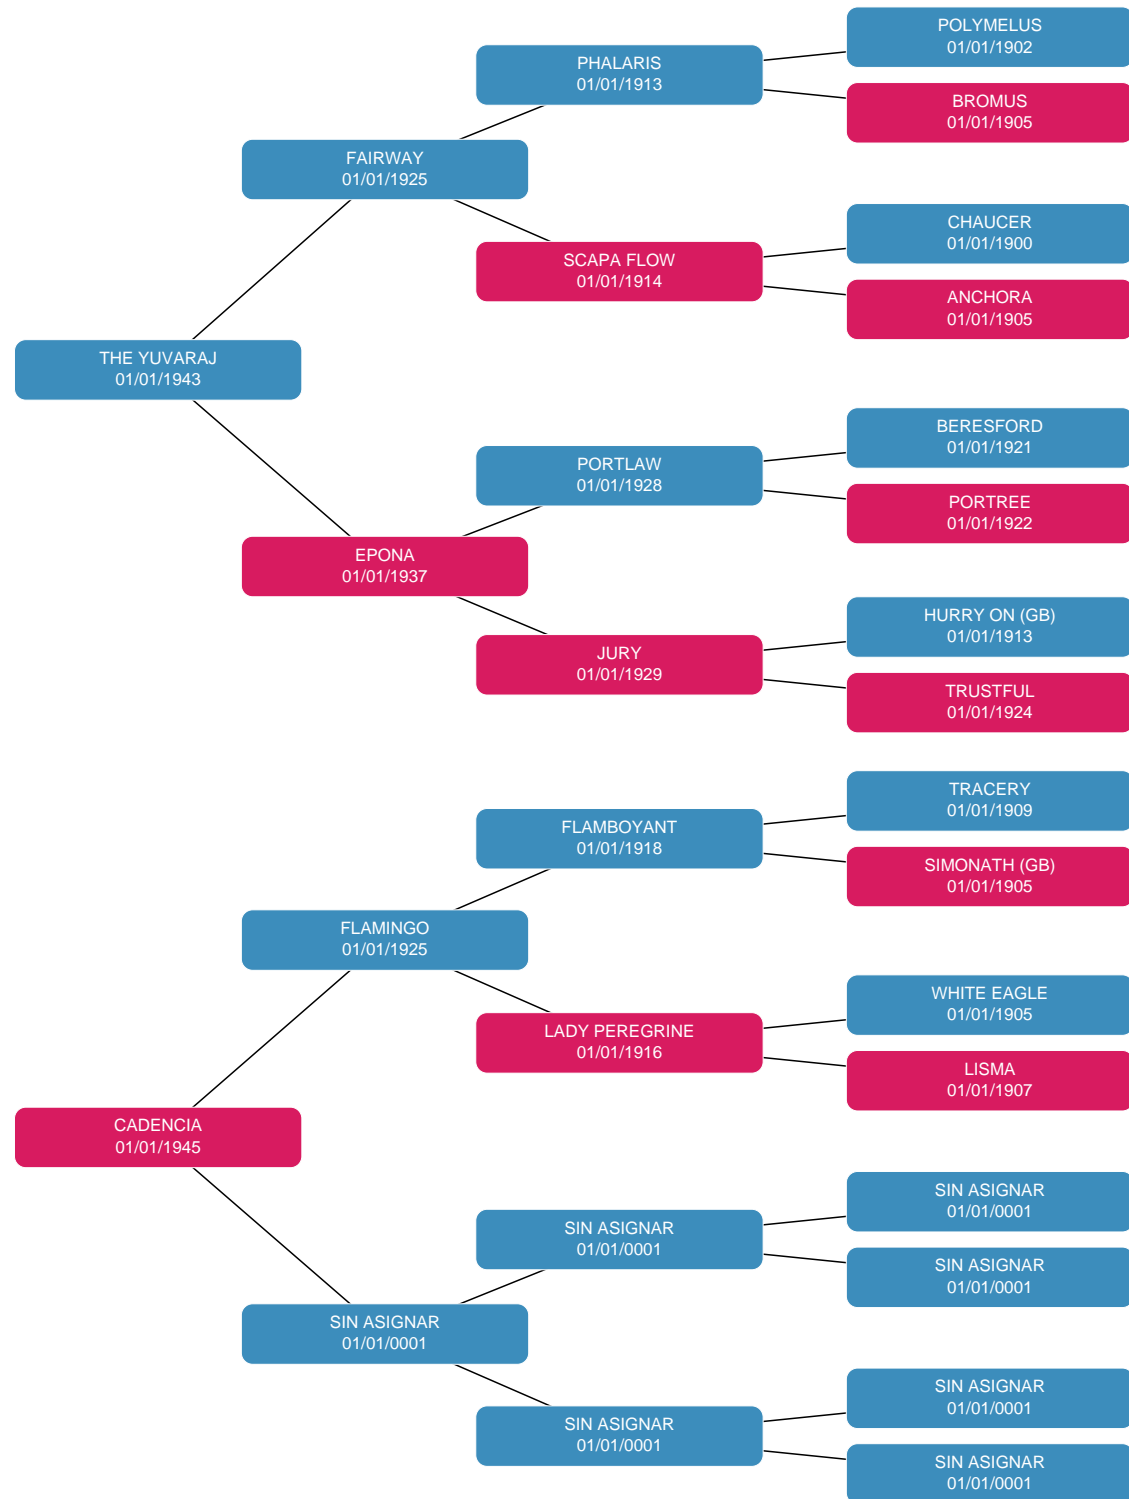 POLYMELUS
01/01/1902
PHALARIS
01/01/1913
BROMUS
01/01/1905
FAIRWAY
01/01/1925
CHAUCER
01/01/1900
SCAPA FLOW
01/01/1914
ANCHORA
01/01/1905
THE YUVARAJ
01/01/1943
BERESFORD
01/01/1921
PORTLAW
01/01/1928
PORTREE
01/01/1922
EPONA
01/01/1937
HURRY ON (GB)
01/01/1913
JURY
01/01/1929
TRUSTFUL
01/01/1924
TRACERY
01/01/1909
FLAMBOYANT
01/01/1918
SIMONATH (GB)
01/01/1905
FLAMINGO
01/01/1925
WHITE EAGLE
01/01/1905
LADY PEREGRINE
01/01/1916
LISMA
01/01/1907
CADENCIA
01/01/1945
SIN ASIGNAR
01/01/0001
SIN ASIGNAR
01/01/0001
SIN ASIGNAR
01/01/0001
SIN ASIGNAR
01/01/0001
SIN ASIGNAR
01/01/0001
SIN ASIGNAR
01/01/0001
SIN ASIGNAR
01/01/0001